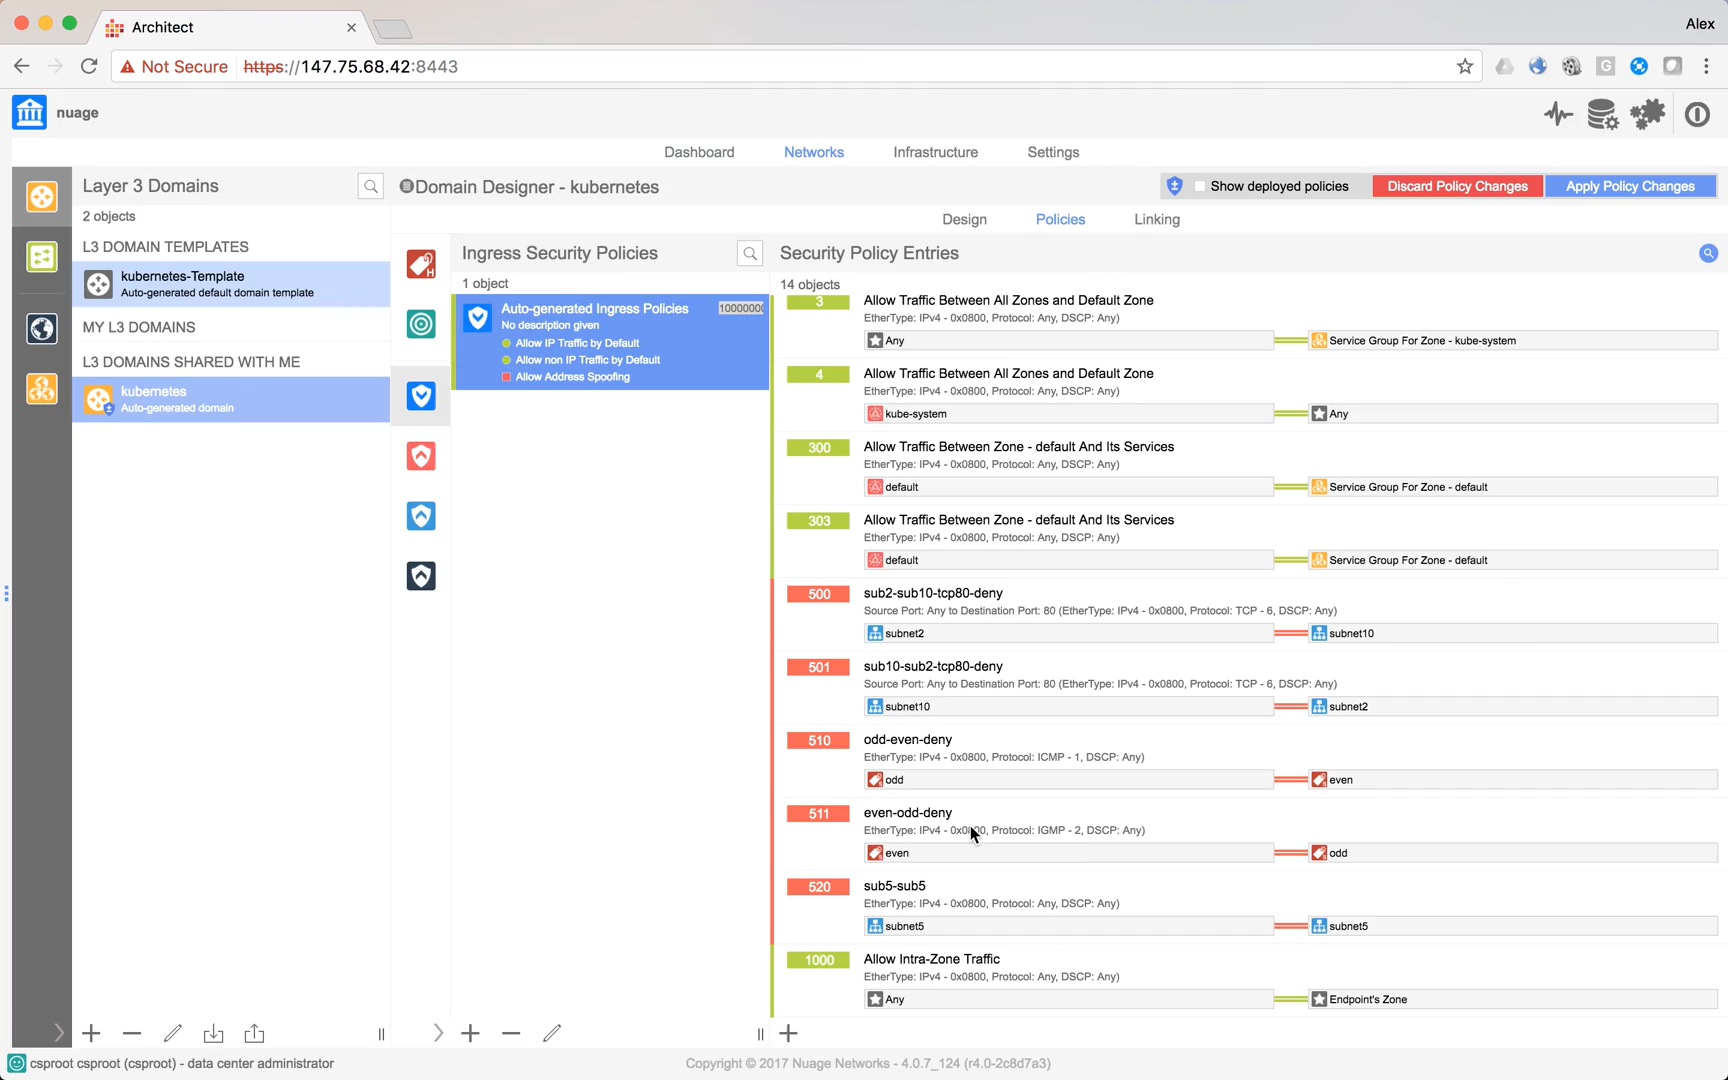 Architect
Alex
Not Secure
https://147.75.68.42:8443
G
nuage
Dashboard
Networks
Infrastructure
Settings
Layer 3 Domains
2 objects
L3 DOMAIN TEMPLATES
kubernetes-Template
Auto-generated default domain template
MY L3 DOMAINS
L3 DOMAINS SHARED WITH ME
kubernetes
Auto-generated domain
Domain Designer - kubernetes
Show deployed policies
Discard Policy Changes
Apply Policy Changes
Design
Policies
Linking
H
Ingress Security Policies
1 object
Auto-generated Ingress Policies
10000000
No description given
Allow IP Traffic by Default
Allow non IP Traffic by Default
Allow Address Spoofing
Security Policy Entries
14 objects
3
Allow Traffic Between All Zones and Default Zone
EtherType: IPv4 - 0x0800, Protocol: Any, DSCP: Any)
Any
Service Group For Zone - kube-system
4
Allow Traffic Between All Zones and Default Zone
EtherType: IPv4 - 0x0800, Protocol: Any, DSCP: Any)
kube-system
Any
300
Allow Traffic Between Zone - default And Its Services
EtherType: IPv4 - 0x0800, Protocol: Any, DSCP: Any)
default
Service Group For Zone - default
303
Allow Traffic Between Zone - default And Its Services
EtherType: IPv4 - 0x0800, Protocol: Any, DSCP: Any)
default
Service Group For Zone - default
500
sub2-sub10-tcp80-deny
Source Port: Any to Destination Port: 80 (EtherType: IPv4 - 0x0800, Protocol: TCP - 6, DSCP: Any)
subnet2
subnet10
501
sub10-sub2-tcp80-deny
Source Port: Any to Destination Port: 80 (EtherType: IPv4 - 0x0800, Protocol: TCP - 6, DSCP: Any)
subnet10
subnet2
510
odd-even-deny
EtherType: IPv4 - 0x0800, Protocol: ICMP - 1, DSCP: Any)
odd
even
511
even-odd-deny
EtherType: IPv4 - 0x0800, Protocol: IGMP - 2, DSCP: Any)
even
odd
520
sub5-sub5
EtherType: IPv4 - 0x0800, Protocol: Any, DSCP: Any)
subnet5
subnet5
1000
Allow Intra-Zone Traffic
EtherType: IPv4 - 0x0800, Protocol: Any, DSCP: Any)
Any
Endpoint's Zone
csproot csproot (csproot) - data center administrator
Copyright © 2017 Nuage Networks - 4.0.7_124 (r4.0-2c8d7a3)